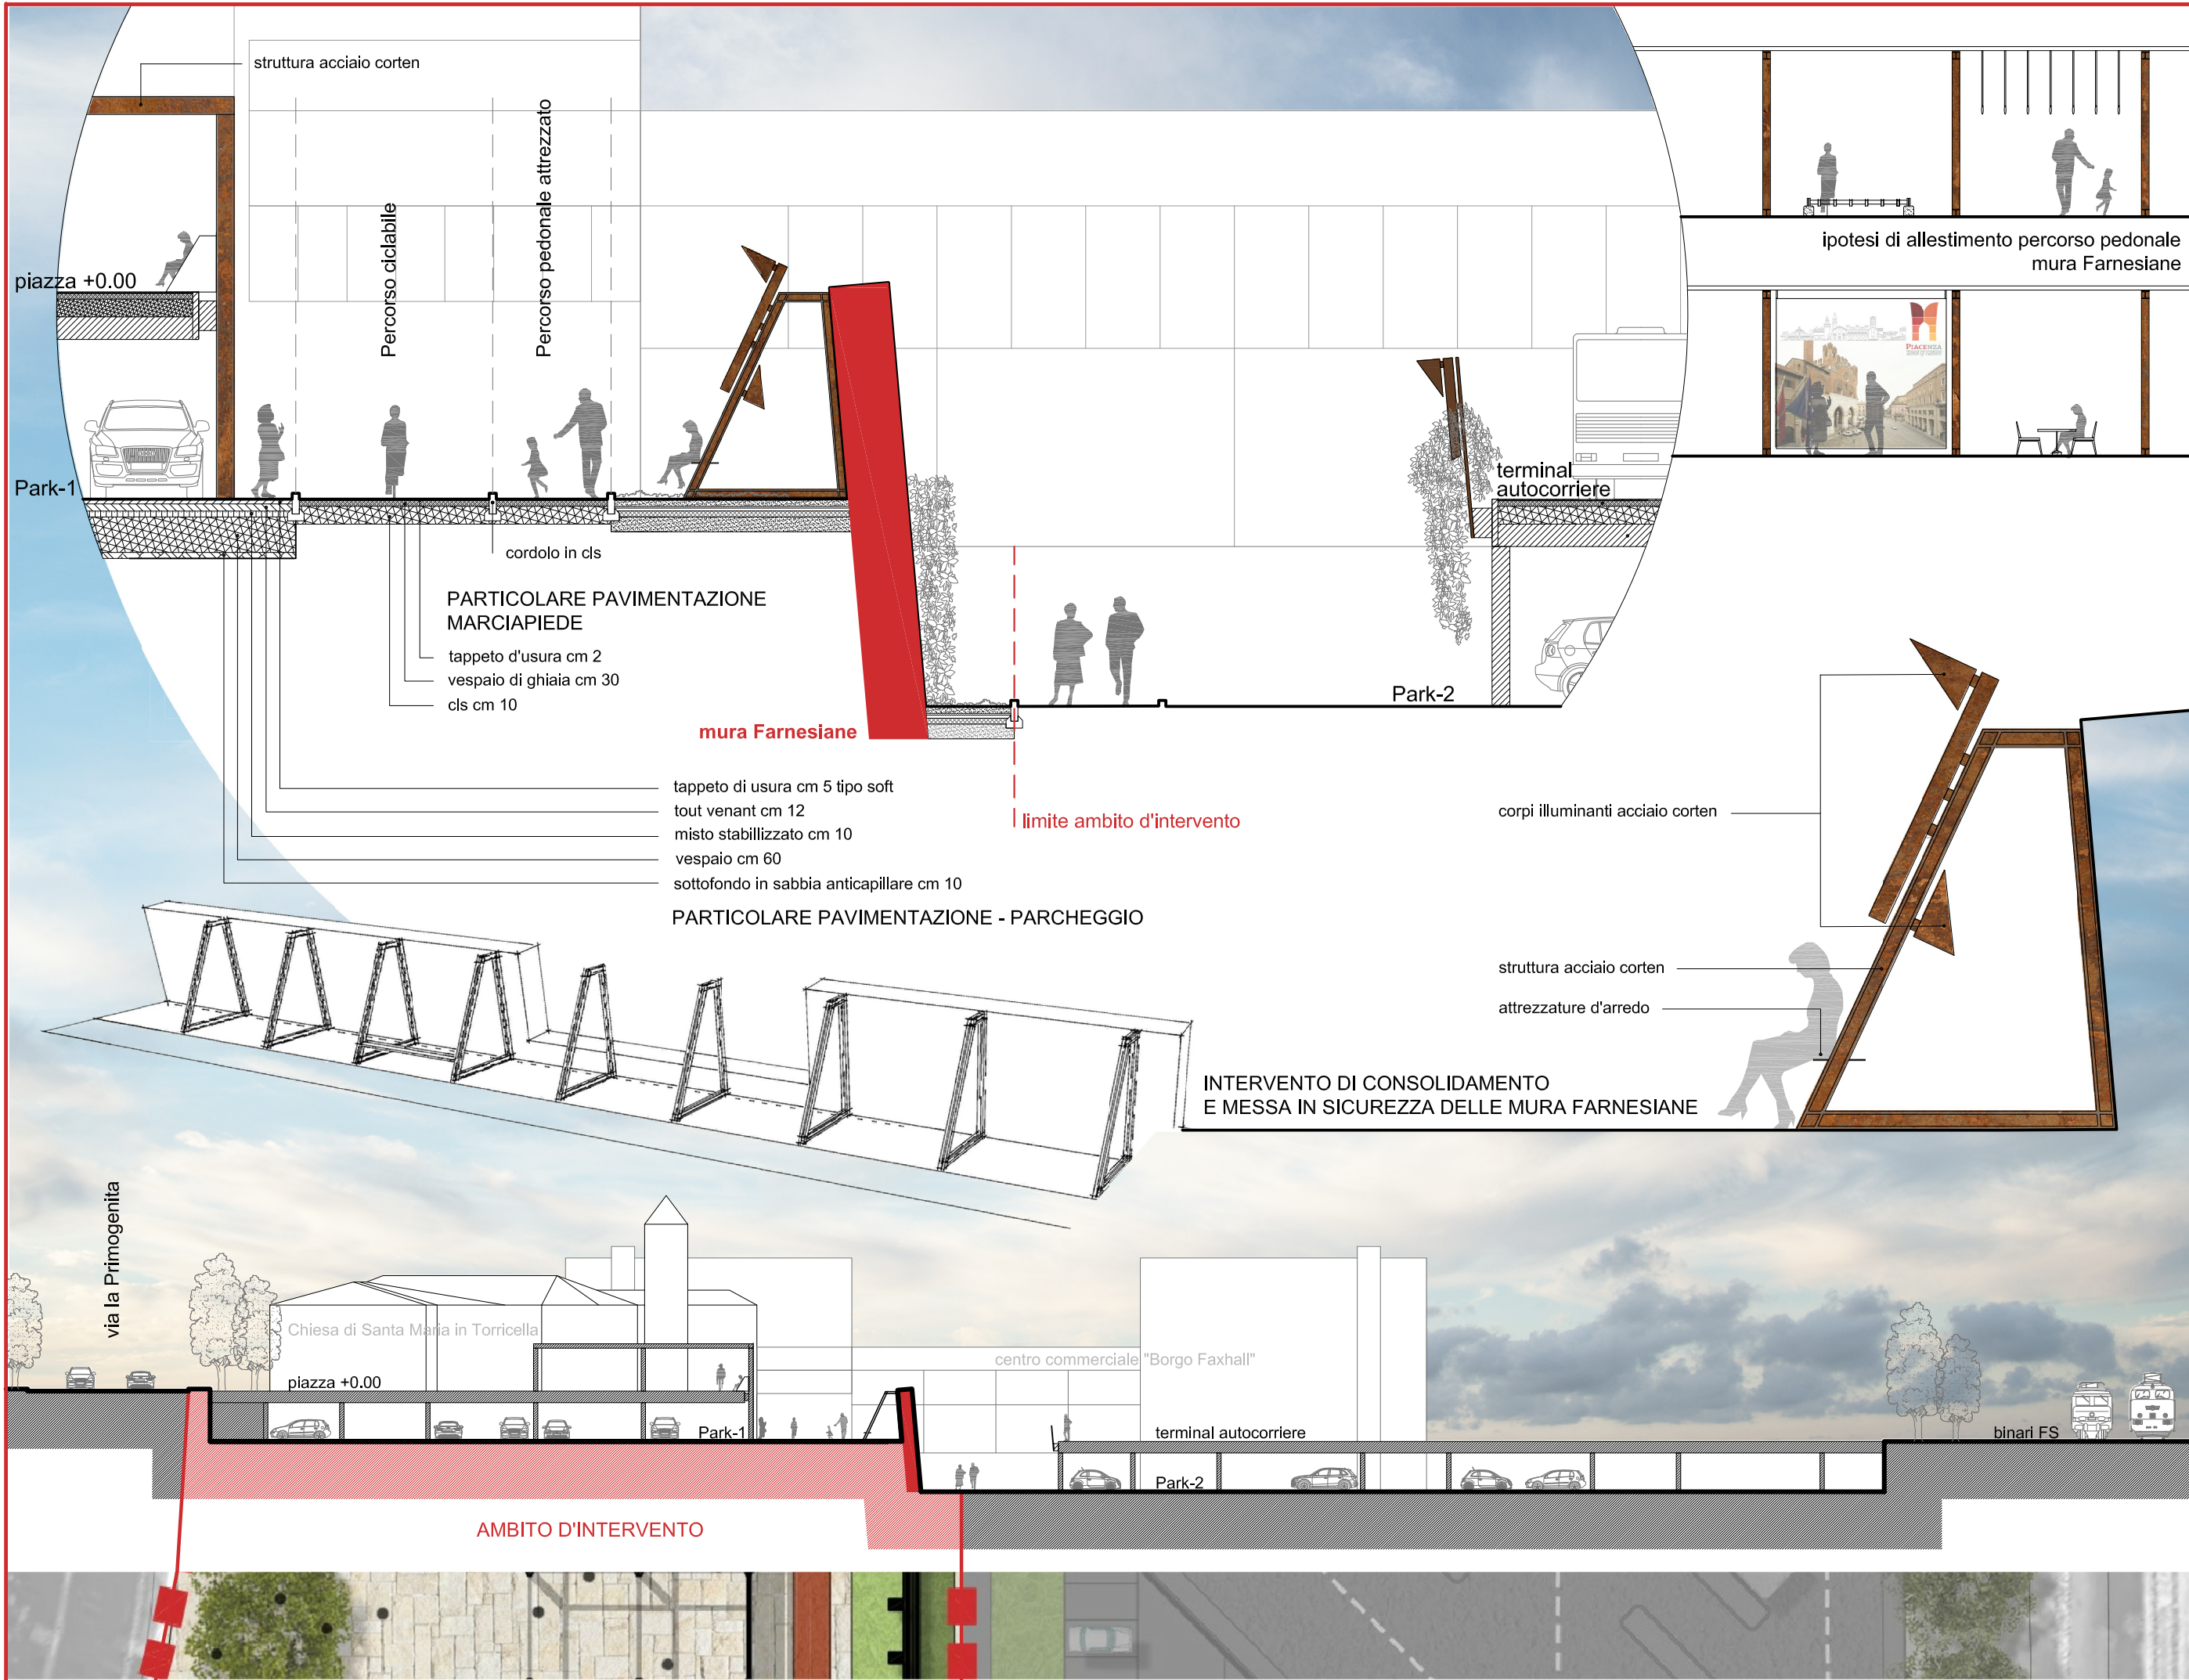 struttura acciaio corten
Percorso ciclabile
Percorso pedonale attrezzato
piazza +0.00
Park-1
cordolo in cls
PARTICOLARE PAVIMENTAZIONE
MARCIAPIEDE
tappeto d'usura cm 2
vespaio di ghiaia cm 30
cls cm 10
mura Farnesiane
tappeto di usura cm 5 tipo soft
tout venant cm 12
misto stabillizzato cm 10
vespaio cm 60
sottofondo in sabbia anticapillare cm 10
PARTICOLARE PAVIMENTAZIONE - PARCHEGGIO
limite ambito d'intervento
Park-2
terminal
autocorriere
ipotesi di allestimento percorso pedonale
mura Farnesiane
PIACENZA
corpi illuminanti acciaio corten
struttura acciaio corten
attrezzature d'arredo
INTERVENTO DI CONSOLIDAMENTO
E MESSA IN SICUREZZA DELLE MURA FARNESIANE
via la Primogenita
Chiesa di Santa Maria in Torricella
piazza +0.00
Park-1
centro commerciale "Borgo Faxhall"
terminal autocorriere
Park-2
binari FS
AMBITO D'INTERVENTO